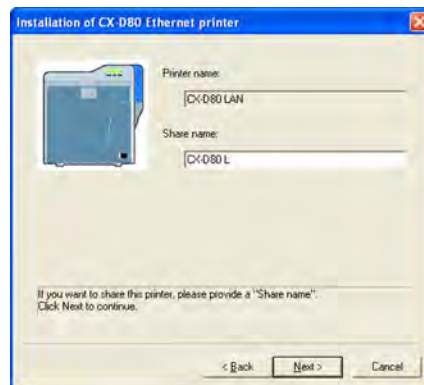 Installation of CX-D80 Ethernet printer
Printer name:
CX-D80 LAN
Share name:
CX-D80 L
If you want to share this printer, please provide a "Share name".
Click Next to continue.
< Back
Next >
Cancel